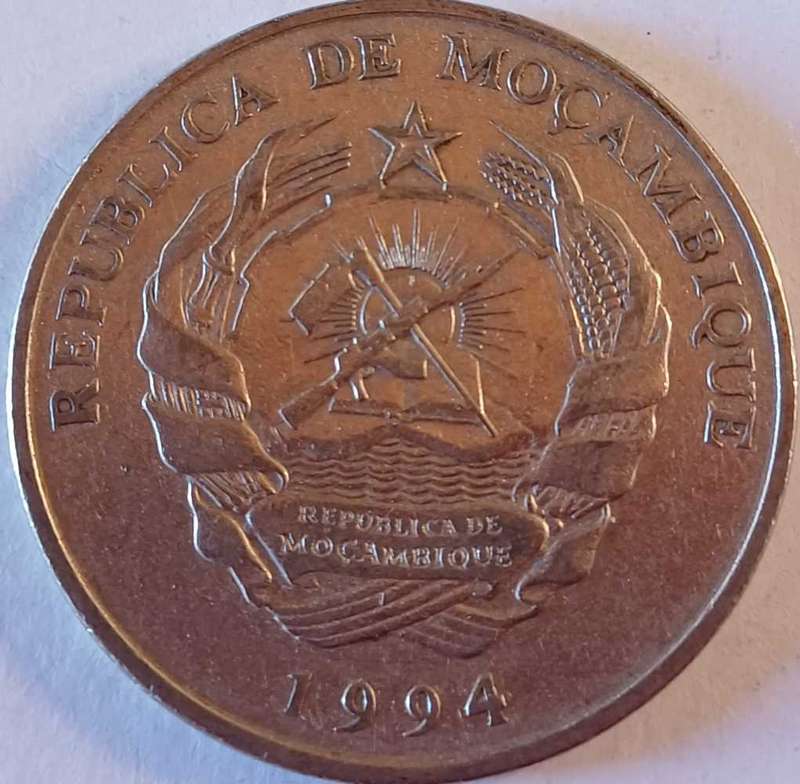 REPUBLICA DE MOÇAMBIQUE
REPÚBLICA DE
MOÇAMBIQUE
1994